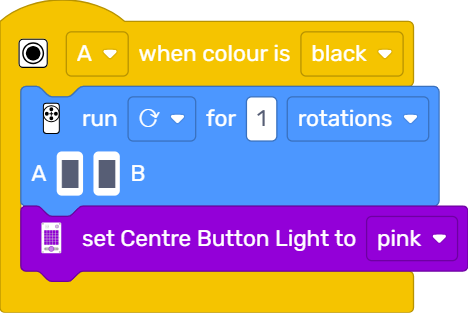 A when colour is black
run for 1 rotations
A B
set Centre Button Light to pink